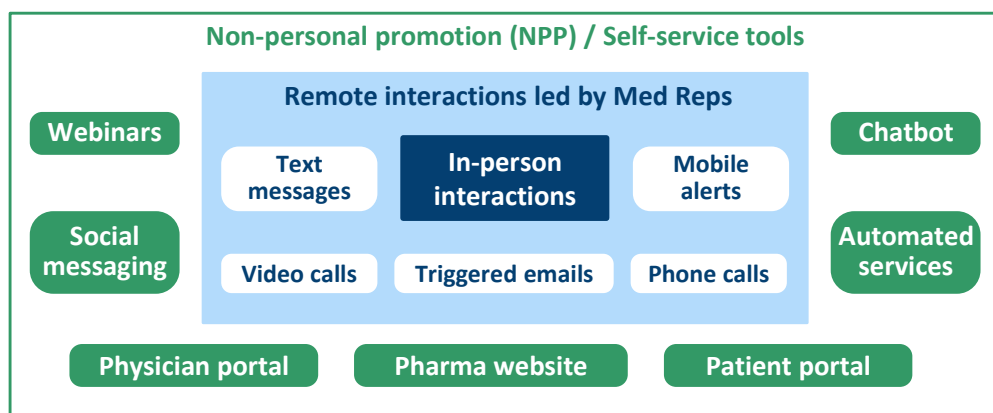 Non-personal promotion (NPP) / Self-service tools
Remote interactions led by Med Reps
Webinars
Chatbot
Text
messages
In-person
interactions
Mobile
alerts
Social
messaging
Automated
services
Video calls
Triggered emails
Phone calls
Physician portal
Pharma website
Patient portal